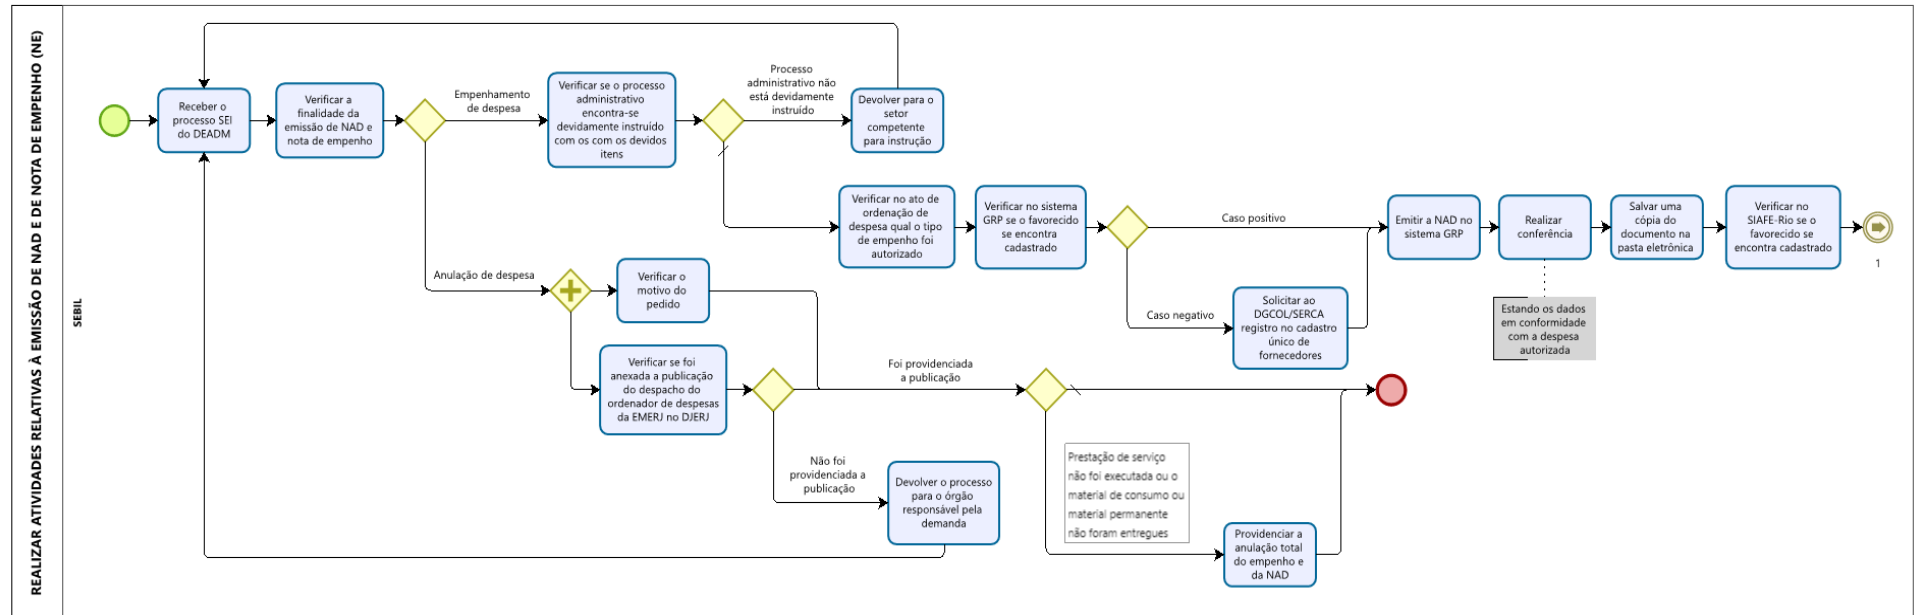 REALIZAR ATIVIDADES RELATIVAS À EMISSÃO DE NAD E DE NOTA DE EMPENHO (NE)
SEBIL
Receber o
processo SEI
do DEADM
Verificar a
finalidade da
emissão de NAD e
nota de empenho
Empenhamento
de despesa
Verificar se o processo
administrativo
encontra-se
devidamente instruído
com os com os devidos
itens
Processo
administrativo não
está devidamente
instruído
Devolver para o
setor
competente
para instrução
Verificar no ato de
ordenação de
despesa qual o tipo
de empenho foi
autorizado
Verificar no sistema
GRP se o favorecido
se encontra
cadastrado
Caso positivo
Emitir a NAD no
sistema GRP
Realizar
conferência
Salvar uma
cópia do
documento na
pasta eletrônica
Verificar no
SIAFE-Rio se o
favorecido se
encontra cadastrado
1
Caso negativo
Solicitar ao
DGCOL/SERCA
registro no cadastro
único de
fornecedores
Estando os dados
em conformidade
com a despesa
autorizada
Anulação de despesa
Verificar o
motivo do
pedido
Verificar se foi
anexada a publicação
do despacho do
ordenador de despesas
da EMERJ no DJERJ
Foi providenciada
a publicação
Não foi
providenciada a
publicação
Devolver o processo
para o órgão
responsável pela
demanda
Prestação de serviço
não foi executada ou o
material de consumo ou
material permanente
não foram entregues
Providenciar a
anulação total
do empenho e
da NAD